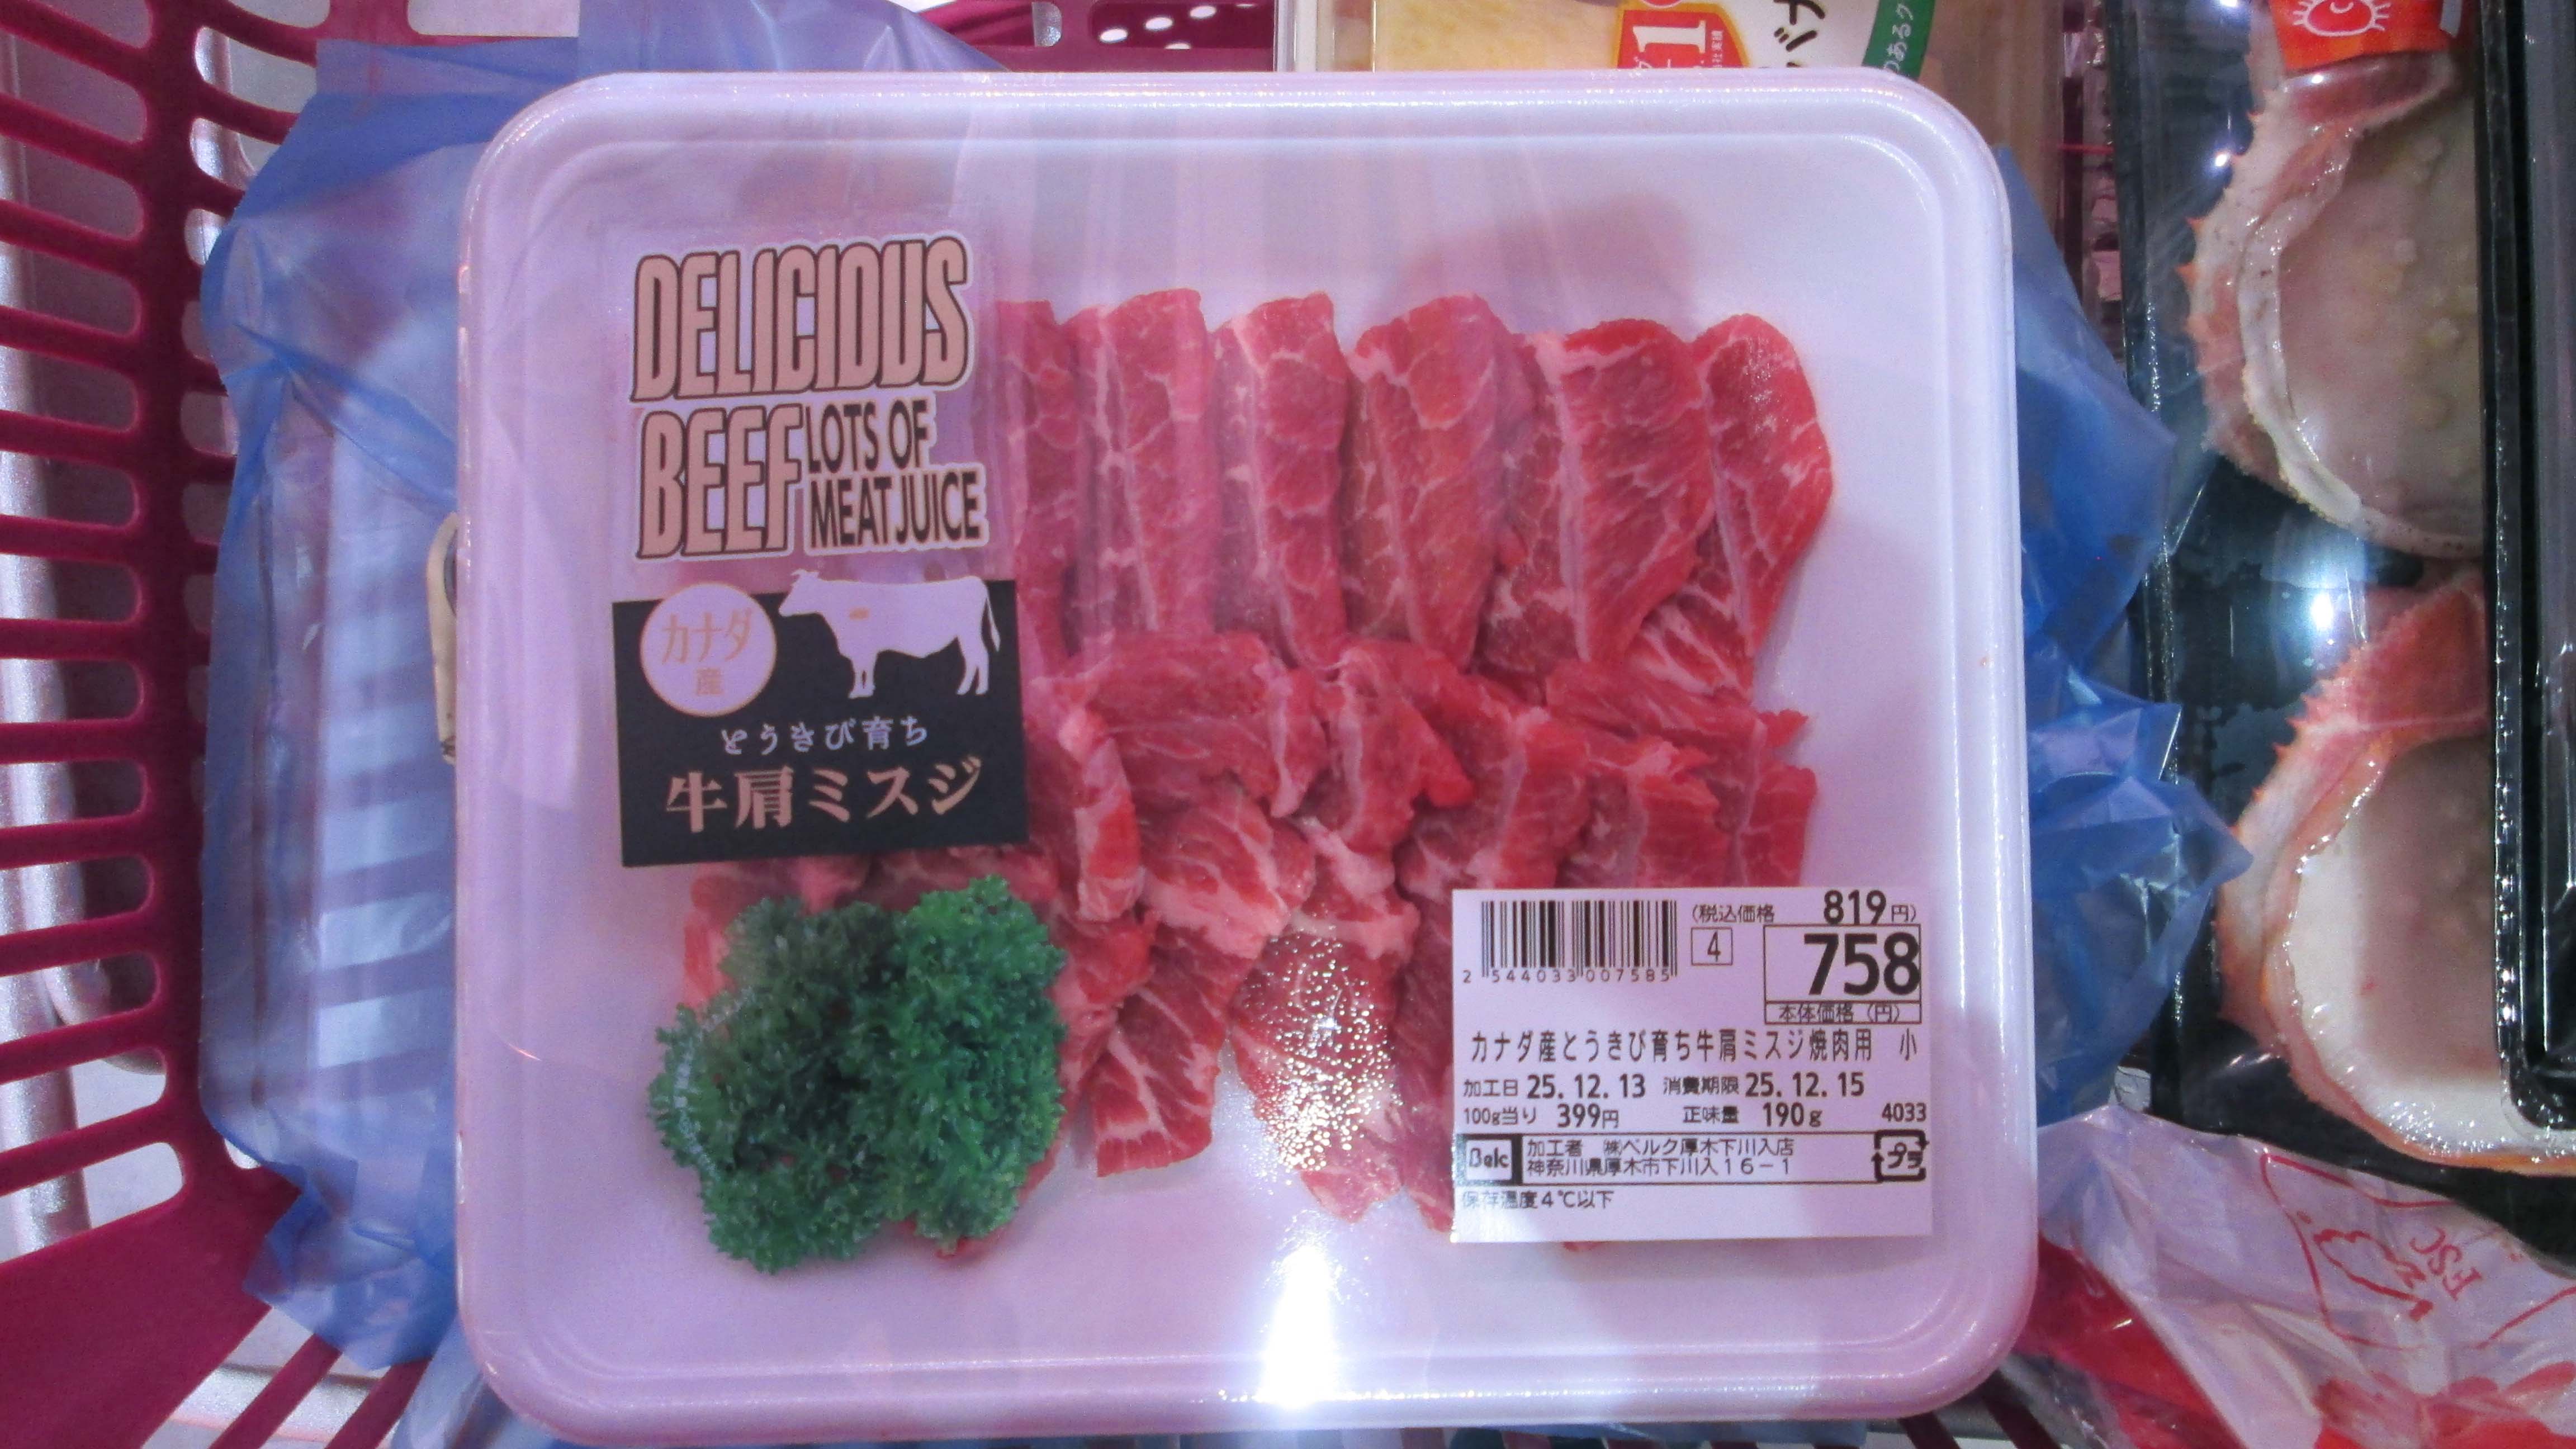 DELICIOUS
BEEF LOTS OF
MEAT JUICE
カナダ
産
とうきび育ち
牛肩ミスジ
(税込価格 819円)
4
758
本体価格(円)
2 544033 007585
カナダ産とうきび育ち牛肩ミスジ焼肉用 小
加工日 25.12.13 消費期限 25.12.15
100g当り 399円 正味量 190g 4033
Belc 加工者 ㈱ベルク厚木下川入店
神奈川県厚木市下川入16-1
プラ
保存温度4℃以下
FSC